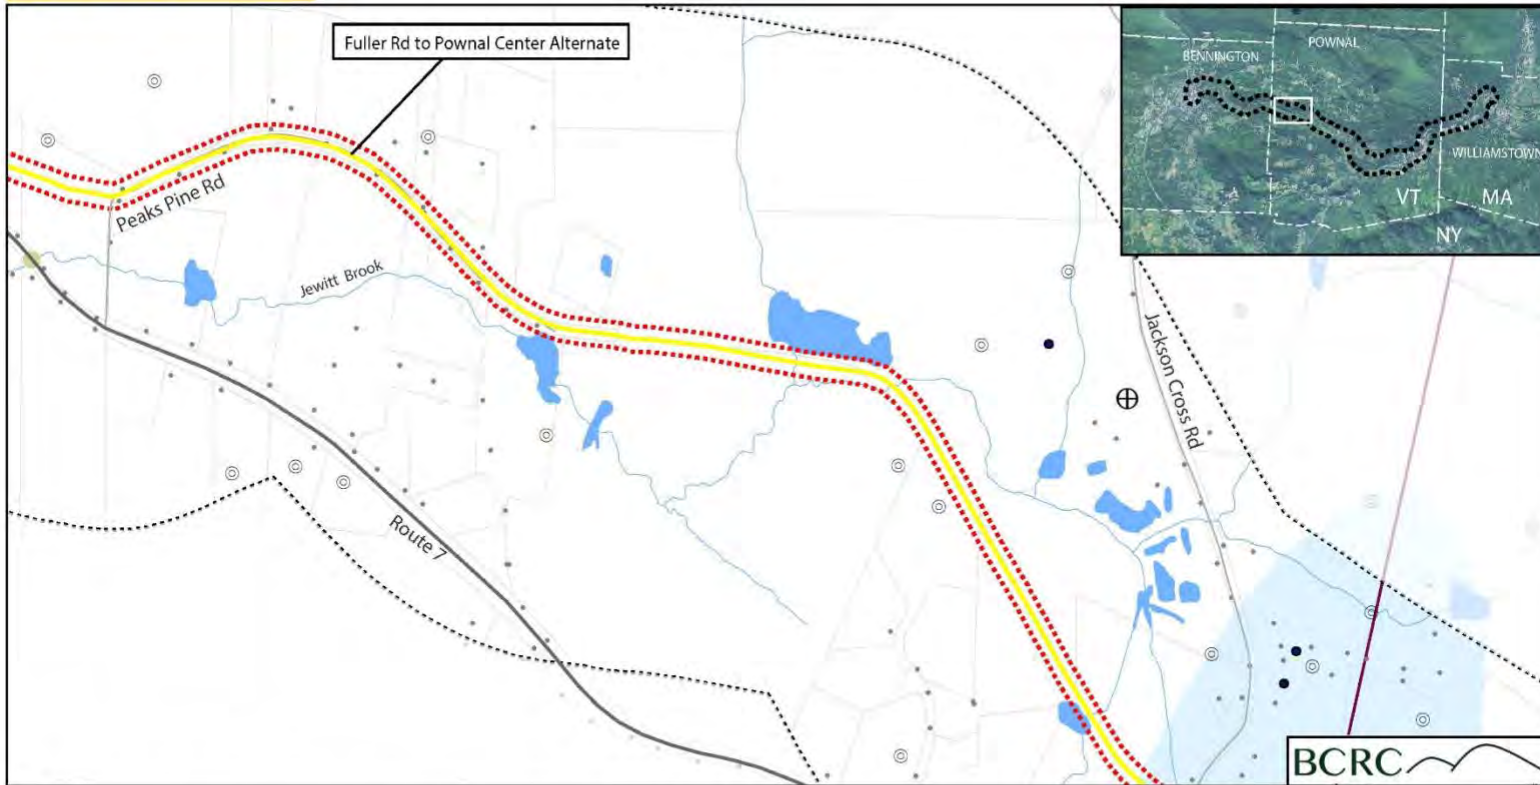 Fuller Rd to Pownal Center Alternate
POWNAL
BENNINGTON
WILLIAMSTOWN
VT
MA
NY
Peaks Pine Rd
Jewitt Brook
Jackson Cross Rd
Route 7
BCRC